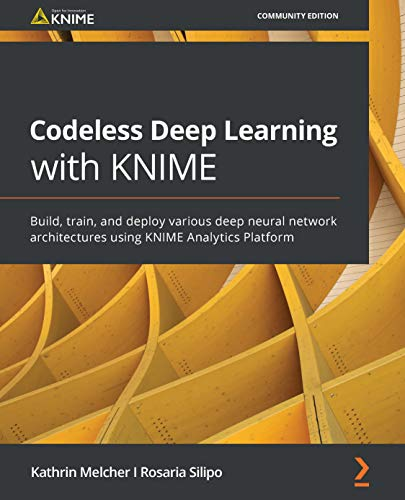 Open for Innovation
KNIME
COMMUNITY EDITION
Codeless Deep Learning
with KNIME
Build, train, and deploy various deep neural network
architectures using KNIME Analytics Platform
Kathrin Melcher I Rosaria Silipo